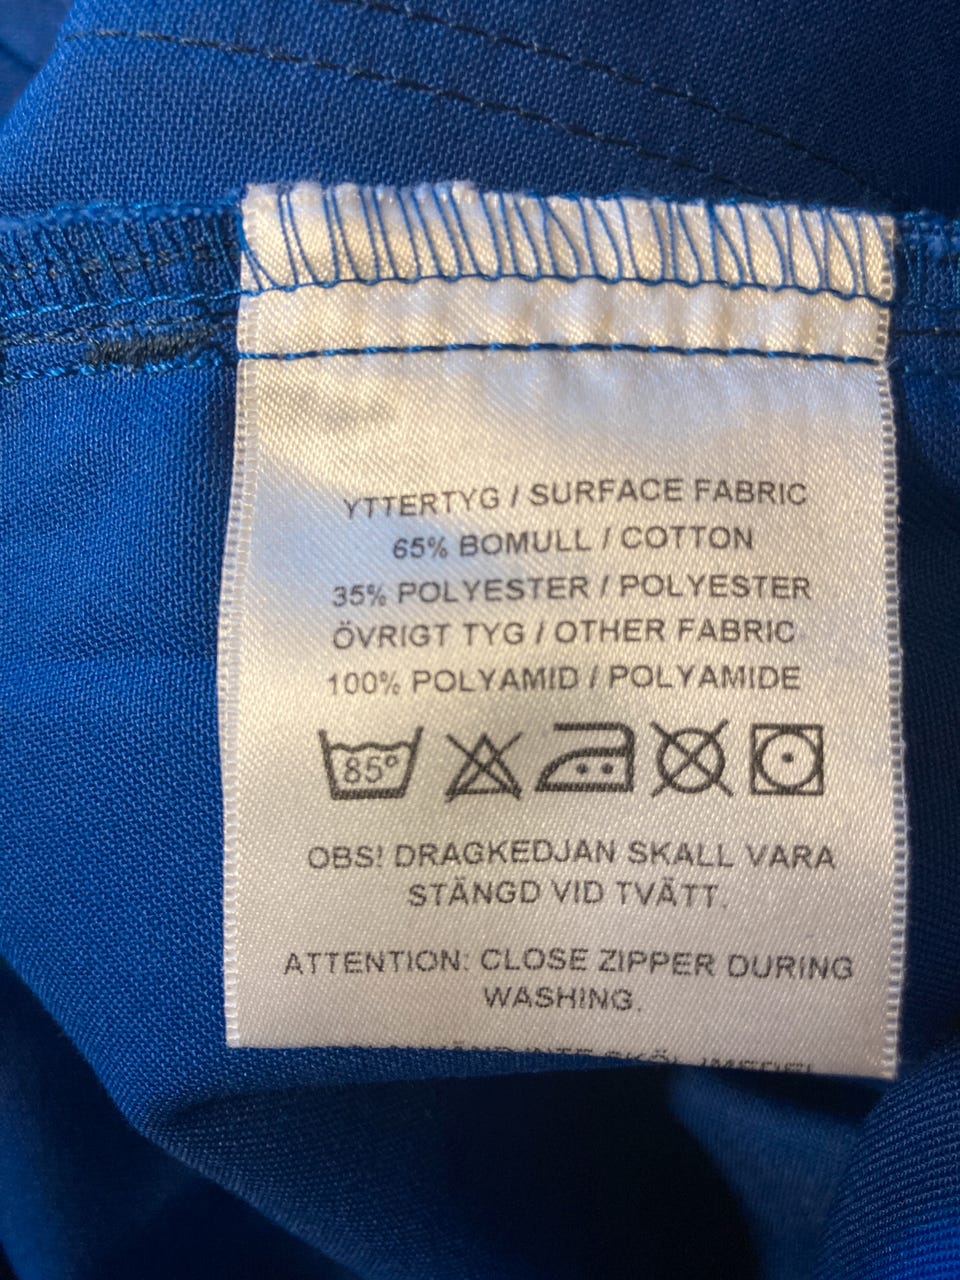 YTTERTYG / SURFACE FABRIC
65% BOMULL / COTTON
35% POLYESTER / POLYESTER
ÖVRIGT TYG / OTHER FABRIC
100% POLYAMID / POLYAMIDE
85°
OBS! DRAGKEDJAN SKALL VARA
STÄNGD VID TVÄTT.
ATTENTION: CLOSE ZIPPER DURING
WASHING.